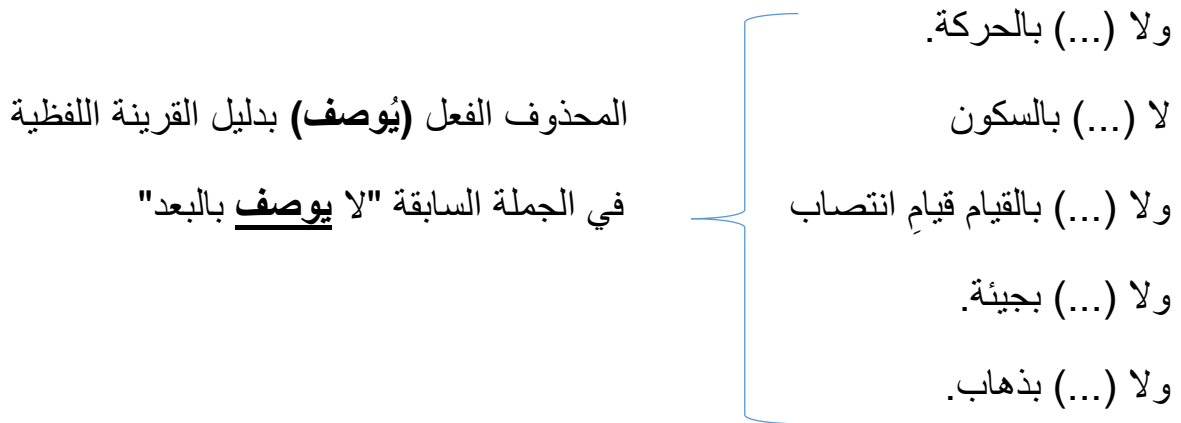 ولا (...) بالحركة.
لا (...) بالسكون
ولا (...) بالقيام قيامِ انتصاب
ولا (...) بجيئة.
ولا (...) بذهاب.
المحذوف الفعل (يُوصف) بدليل القرينة اللفظية
في الجملة السابقة "لا يوصف بالبعد"